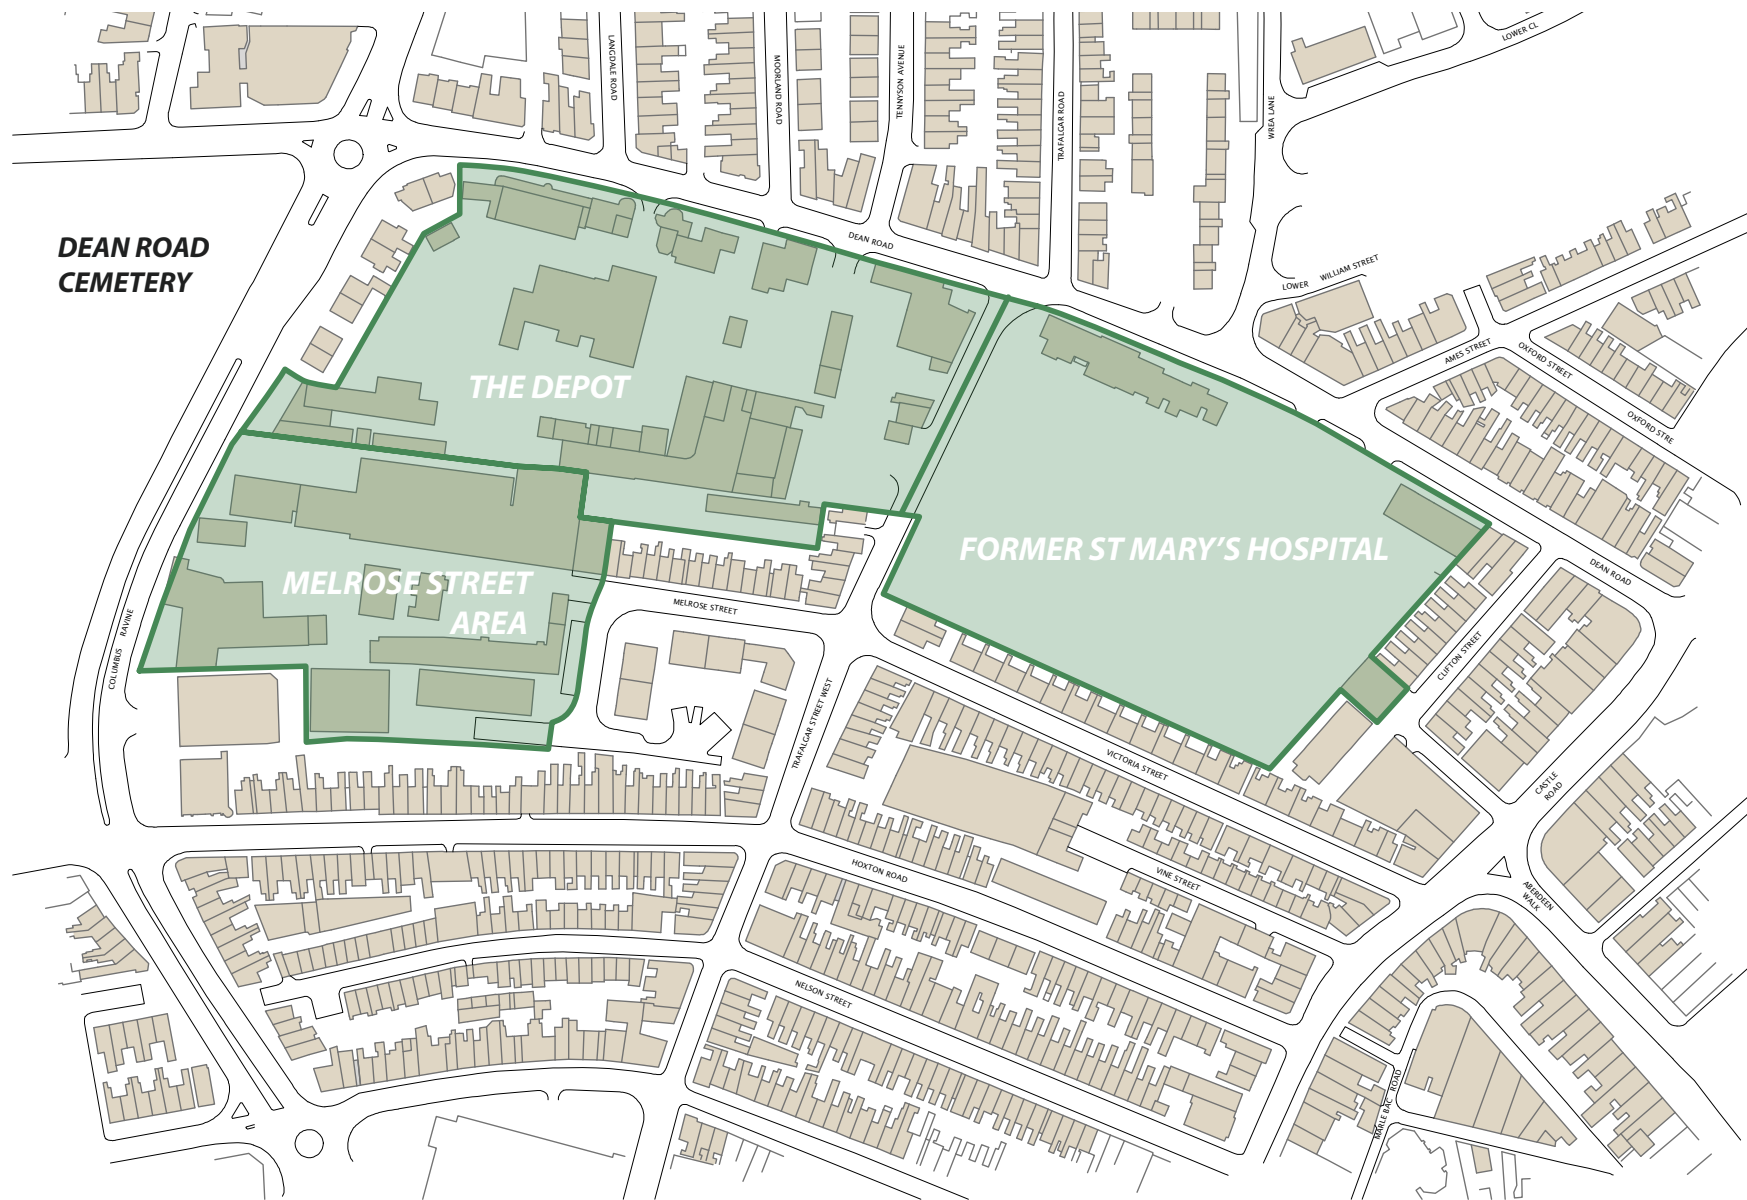 LOWER CL
LANGDALE ROAD
MOORLAND ROAD
TENNYSON AVENUE
TRAFALGAR ROAD
WREA LANE
DEAN ROAD
CEMETERY
DEAN ROAD
LOWER
WILLIAM STREET
AMES STREET
OXFORD STREET
OXFORD STRE
THE DEPOT
FORMER ST MARY'S HOSPITAL
DEAN ROAD
MELROSE STREET
AREA
MELROSE STREET
COLUMBUS
RAVINE
CLIFTON STREET
TRAFALGAR STREET WEST
VICTORIA STREET
CASTLE
ROAD
HOXTON ROAD
VINE STREET
ABERDEEN
WALK
NELSON STREET
MARLE BAC
ROAD